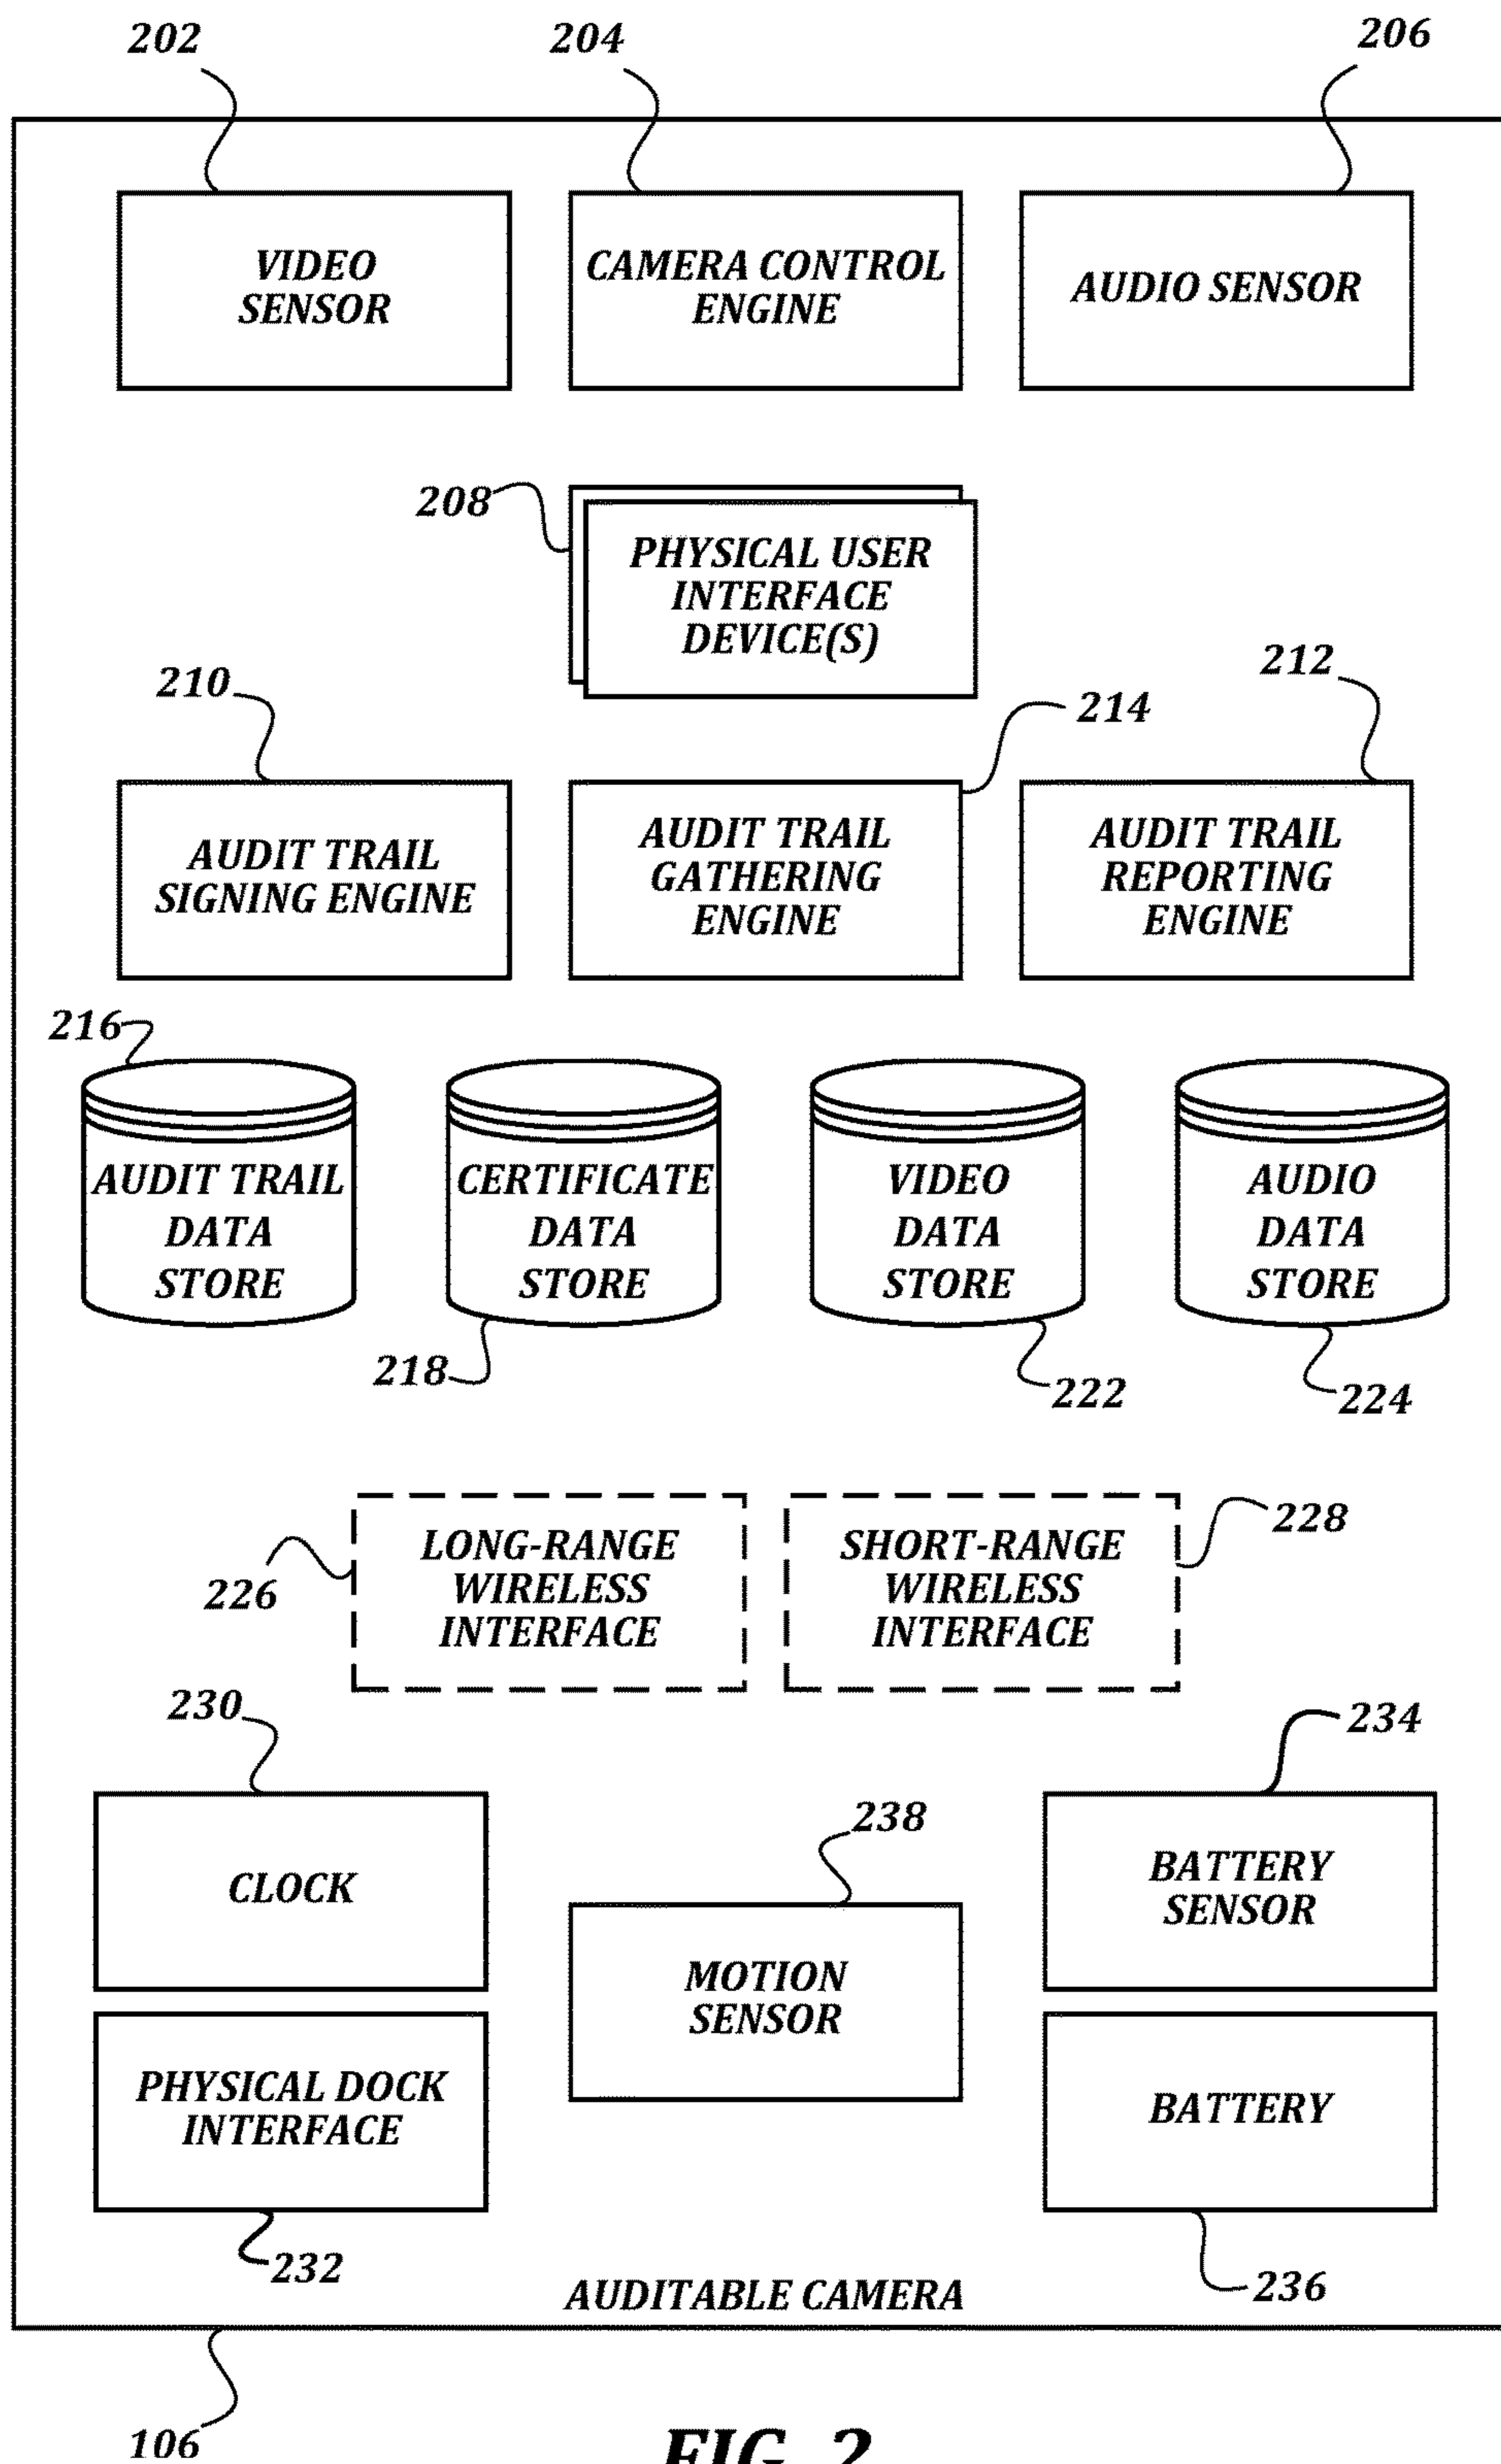 202
204
206
VIDEO
SENSOR
CAMERA CONTROL
ENGINE
AUDIO SENSOR
208
PHYSICAL USER
INTERFACE
DEVICE(S)
210
214
212
AUDIT TRAIL
SIGNING ENGINE
AUDIT TRAIL
GATHERING
ENGINE
AUDIT TRAIL
REPORTING
ENGINE
216
AUDIT TRAIL
DATA
STORE
CERTIFICATE
DATA
STORE
VIDEO
DATA
STORE
AUDIO
DATA
STORE
218
222
224
226
LONG-RANGE
WIRELESS
INTERFACE
SHORT-RANGE
WIRELESS
INTERFACE
228
230
234
238
CLOCK
MOTION
SENSOR
BATTERY
SENSOR
PHYSICAL DOCK
INTERFACE
BATTERY
232
236
AUDITABLE CAMERA
106
FIG. 2